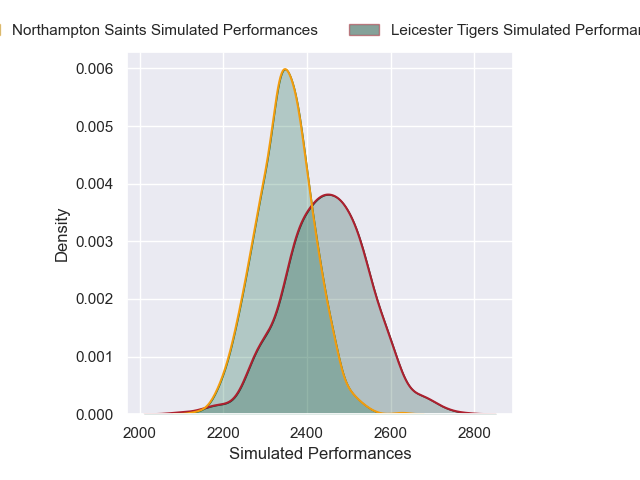 Northampton Saints Simulated Performances
Leicester Tigers Simulated Performa
0.006
0.005
0.004
0.003
0.002
0.001
0.000
Density
2000 2200 2400 2600 2800
Simulated Performances